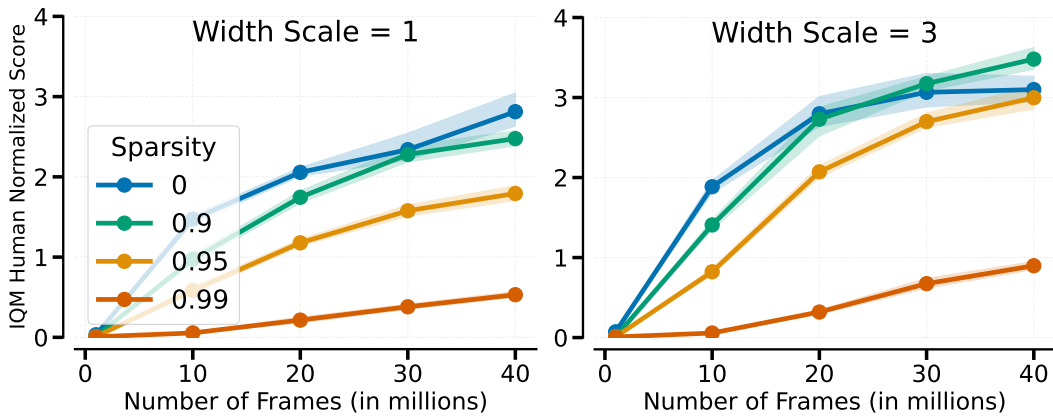 Width Scale = 1
IQM Human Normalized Score
4
3
2
1
0
Sparsity
0
0.9
0.95
0.99
0 10 20 30 40
Number of Frames (in millions)
Width Scale = 3
4
3
2
1
0
0 10 20 30 40
Number of Frames (in millions)